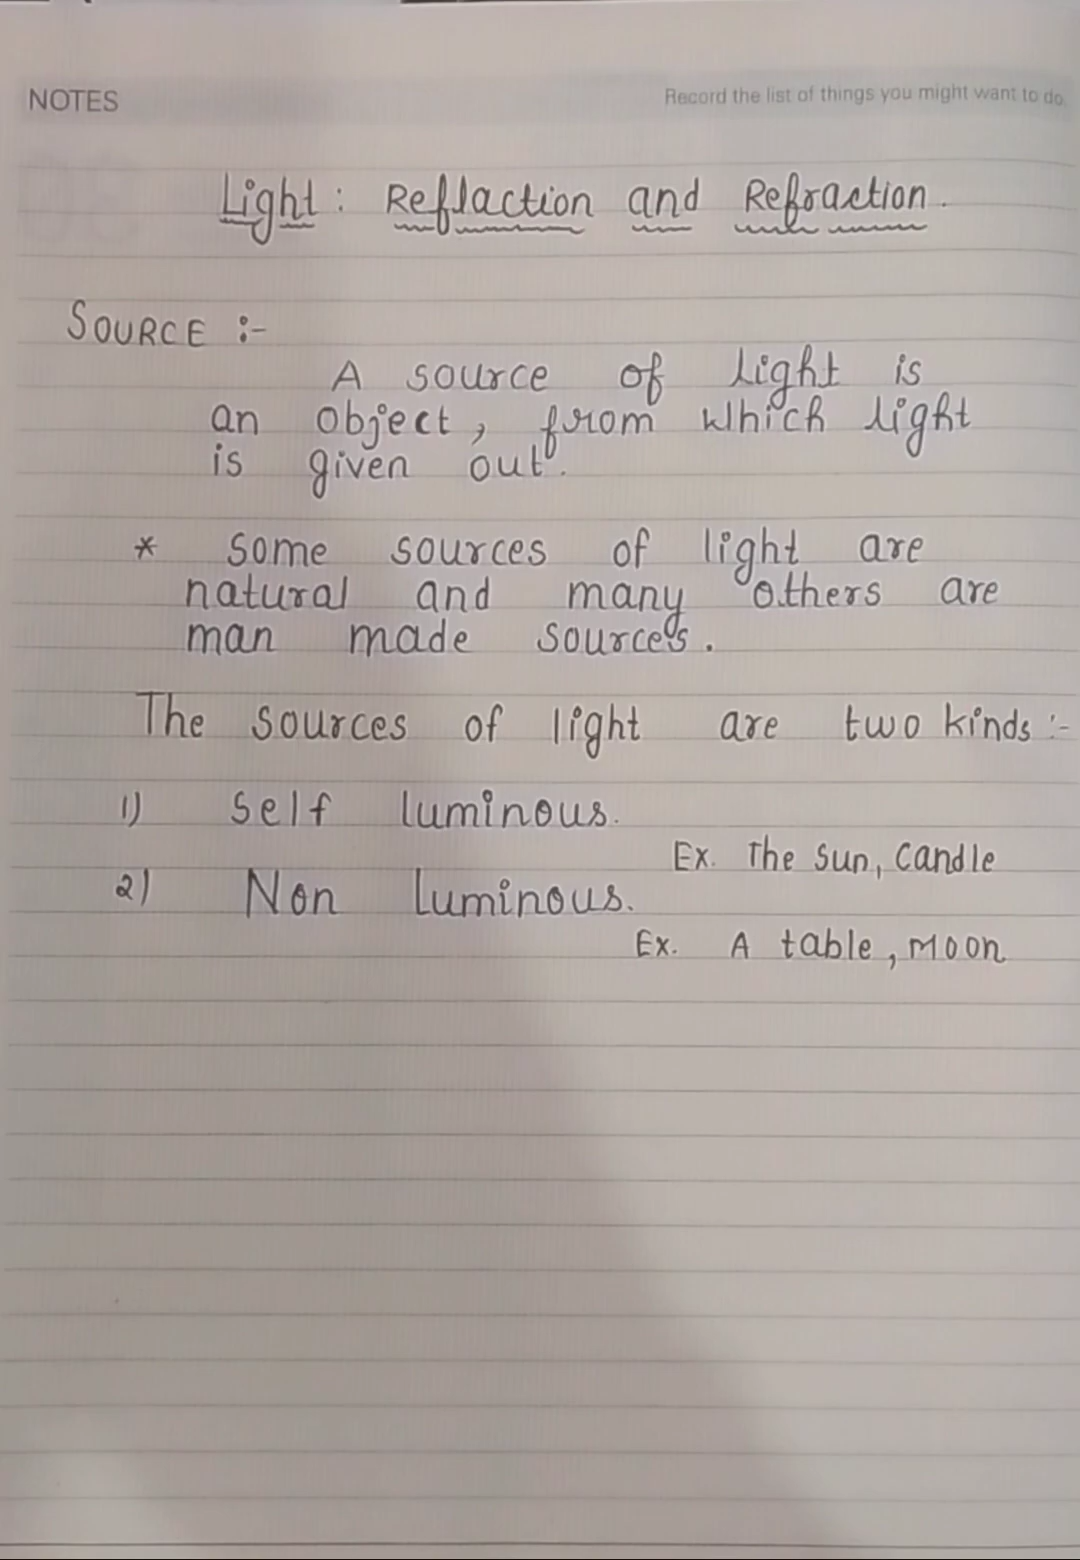 NOTES
Record the list of things you might want to do.
Light: Reflaction and Refraction.
SOURCE :-
A source of light is
an object, from which light
is given out.
* some sources of light are
natural and many others are
man made sources.
The sources of light are two kinds :-
1) self luminous.
Ex. The Sun, Candle
2) Non luminous.
Ex. A table, Moon